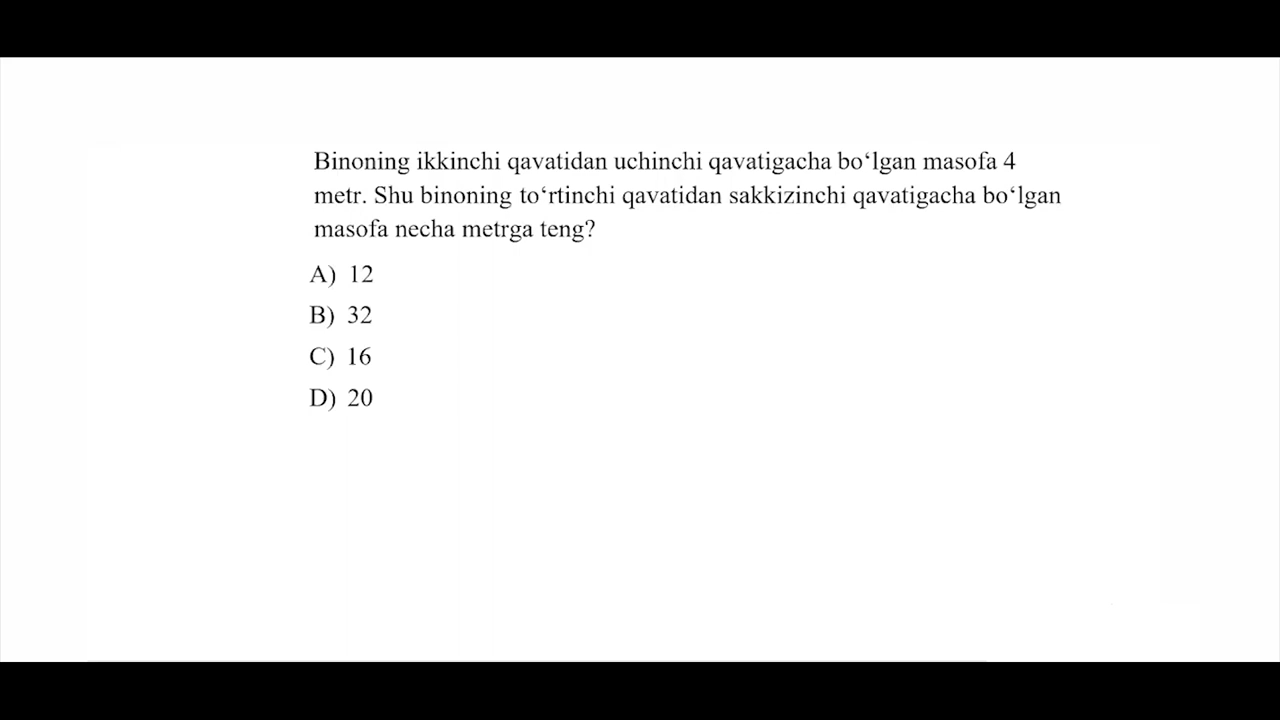 Binoning ikkinchi qavatidan uchinchi qavatigacha bo‘lgan masofa 4
metr. Shu binoning to‘rtinchi qavatidan sakkizinchi qavatigacha bo‘lgan
masofa necha metrga teng?
A) 12
B) 32
C) 16
D) 20